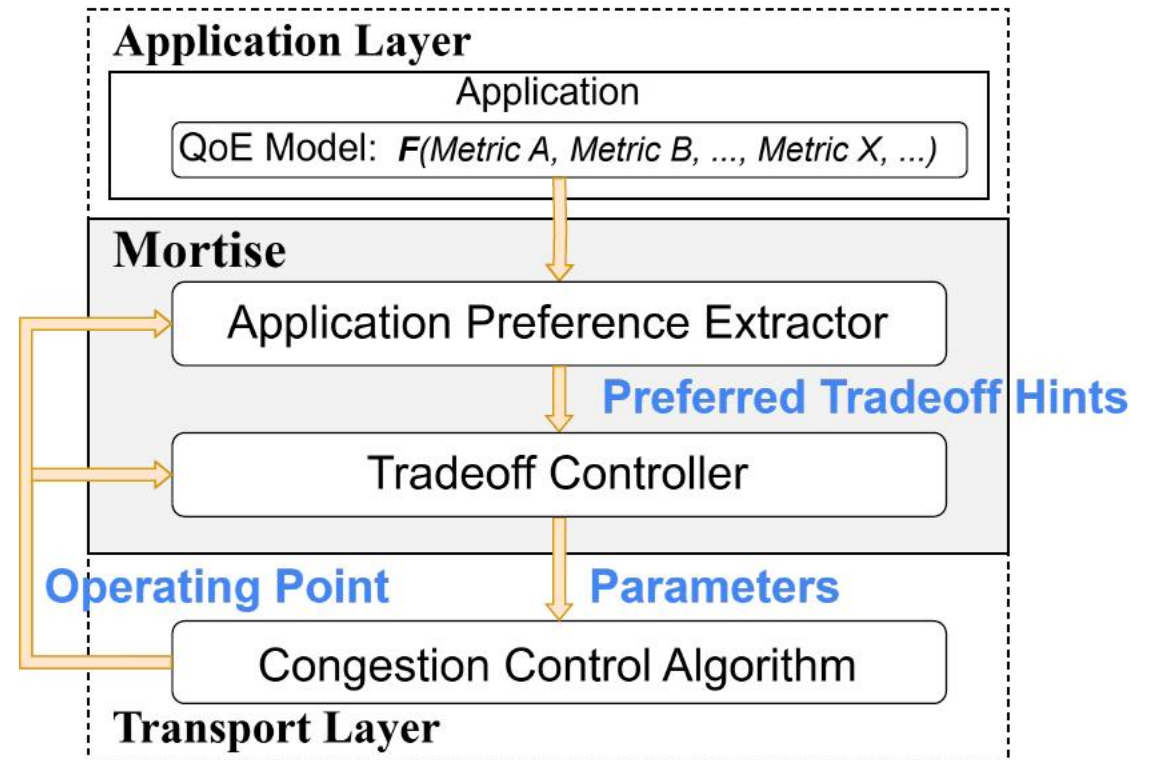 Application Layer
Application
QoE Model: F(Metric A, Metric B, ..., Metric X, ...)
Mortise
Application Preference Extractor
Preferred Tradeoff Hints
Tradeoff Controller
Operating Point
Parameters
Congestion Control Algorithm
Transport Layer